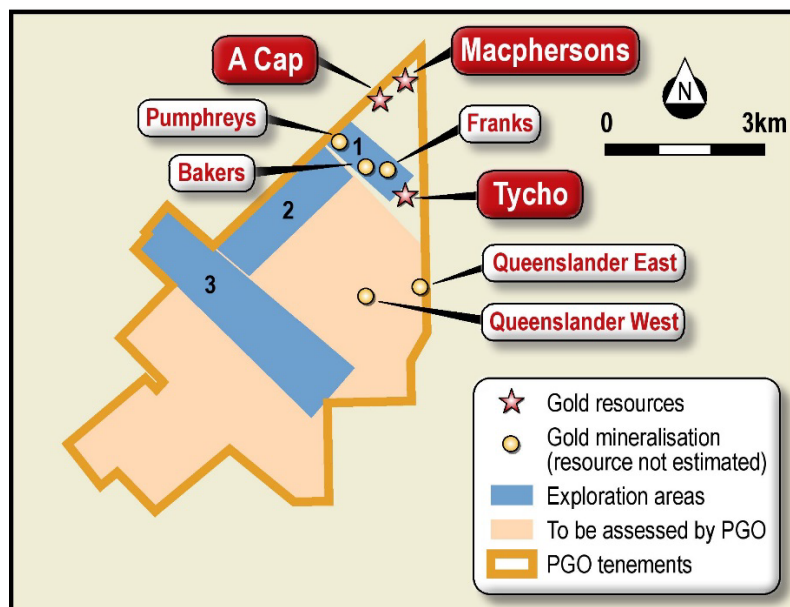 A Cap
Macphersons
Pumphreys
Franks
Bakers
Tycho
N
0 3km
1
2
3
Queenslander East
Queenslander West
Gold resources
Gold mineralisation
(resource not estimated)
Exploration areas
To be assessed by PGO
PGO tenements